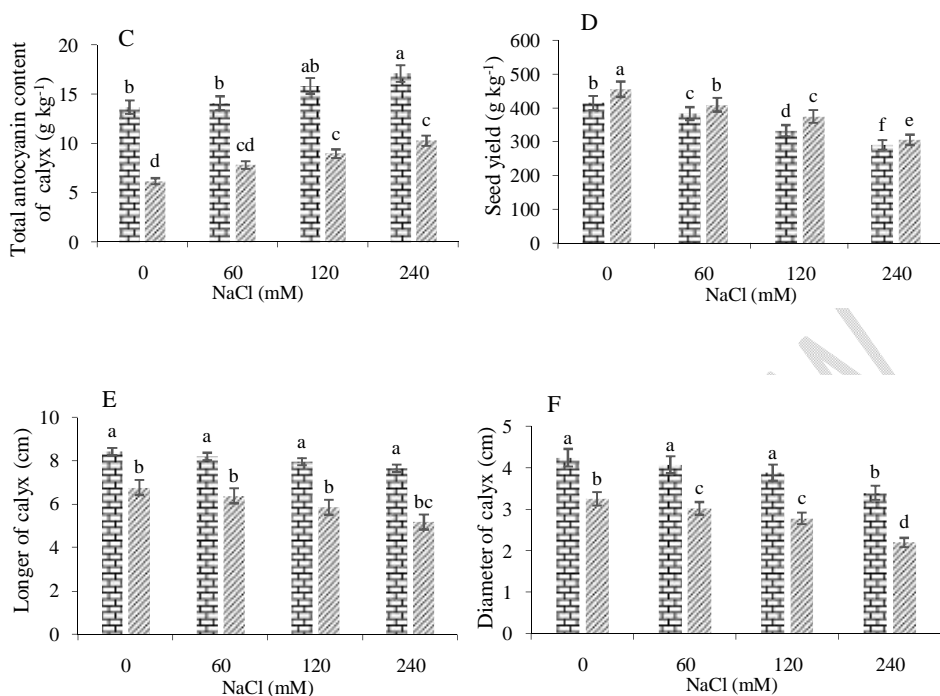 C
Total antocyanin content
of calyx (g kg⁻¹)
20
15
10
5
0
b
d
b
cd
ab
c
a
c
0
60
120
240
NaCl (mM)
D
Seed yield (g kg⁻¹)
600
500
400
300
200
100
0
b
a
c
b
d
c
f
e
0
60
120
240
NaCl (mM)
E
Longer of calyx (cm)
10
8
6
4
2
0
a
b
a
b
a
b
a
bc
0
60
120
240
NaCl (mM)
F
Diameter of calyx (cm)
5
4
3
2
1
0
a
b
a
c
a
c
b
d
0
60
120
240
NaCl (mM)